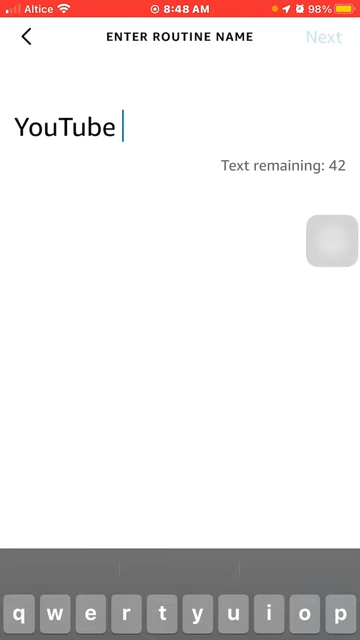 Altice 8:48 AM 98%
ENTER ROUTINE NAME Next
YouTube
Text remaining: 42
q w e r t y u i o p